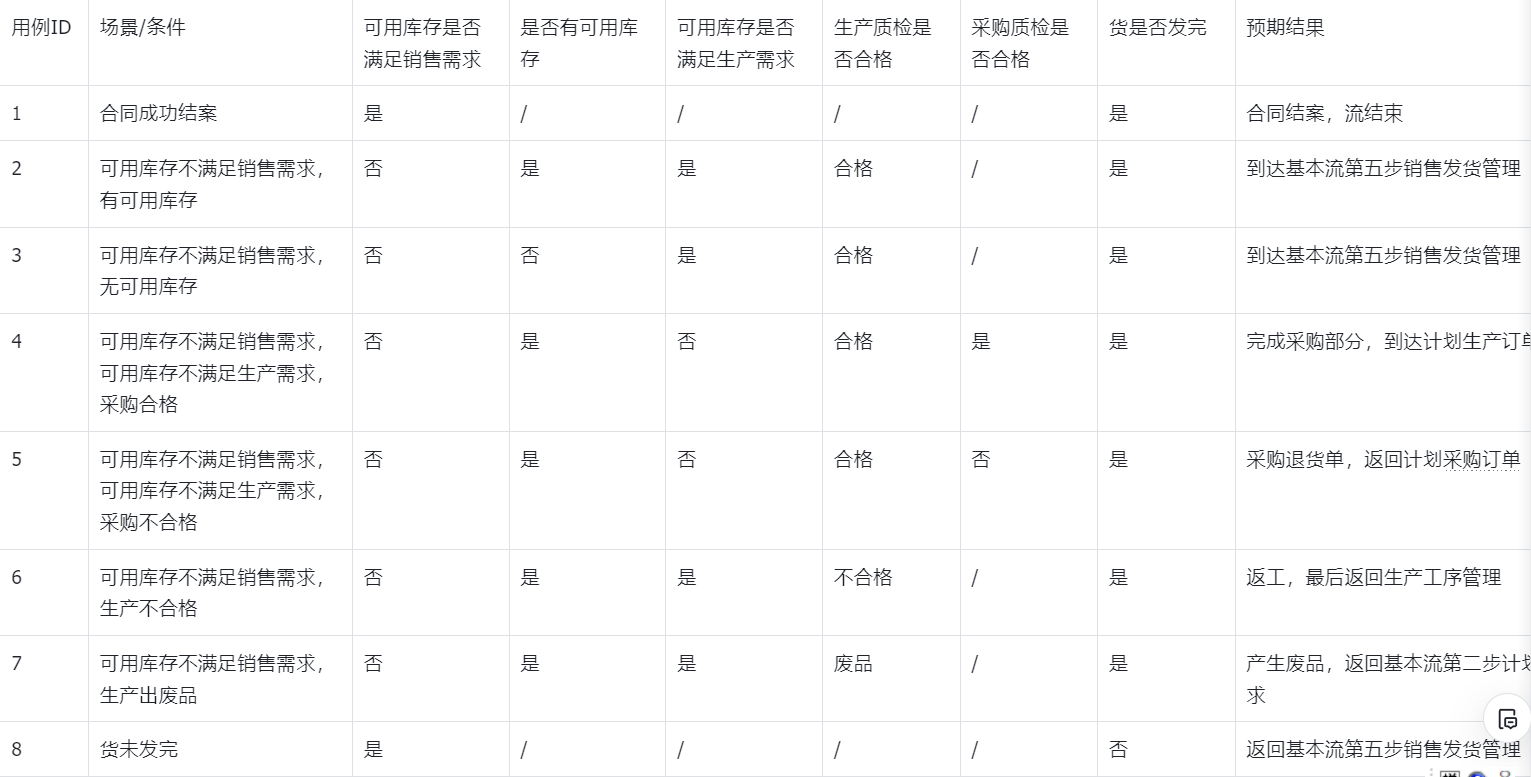 用例ID 场景/条件 可用库存是否 是否有可用库 可用库存是否 生产质检是 采购质检是 货是否发完 预期结果
满足销售需求 存 满足生产需求 否合格 否合格
1 合同成功结案 是 / / / / 是 合同结案，流结束
2 可用库存不满足销售需求， 否 是 是 合格 / 是 到达基本流第五步销售发货管理
有可用库存
3 可用库存不满足销售需求， 否 否 是 合格 / 是 到达基本流第五步销售发货管理
无可用库存
4 可用库存不满足销售需求， 否 是 否 合格 是 是 完成采购部分，到达计划生产订单
可用库存不满足生产需求，
采购合格
5 可用库存不满足销售需求， 否 是 否 合格 否 是 采购退货单，返回计划采购订单
可用库存不满足生产需求，
采购不合格
6 可用库存不满足销售需求， 否 是 是 不合格 / 是 返工，最后返回生产工序管理
生产不合格
7 可用库存不满足销售需求， 否 是 是 废品 / 是 产生废品，返回基本流第二步计划
生产出废品 求
8 货未发完 是 / / / / 否 返回基本流第五步销售发货管理